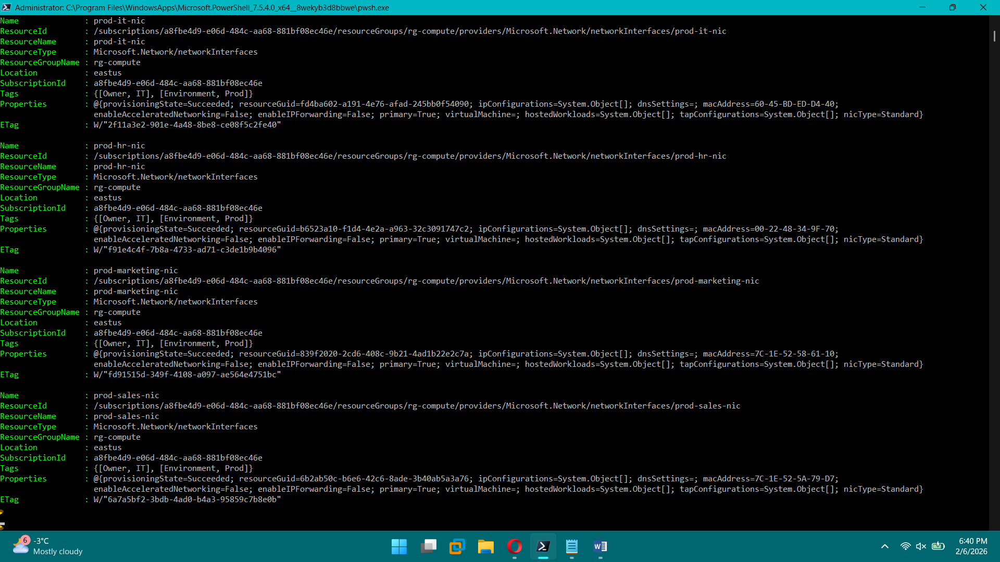 Administrator: C:\Program Files\WindowsApps\Microsoft.PowerShell_7.5.4.0_x64__8wekyb3d8bbwe\pwsh.exe
Name              : prod-it-nic
ResourceId        : /subscriptions/a8fbe4d9-e06d-484c-aa68-881bf08ec46e/resourceGroups/rg-compute/providers/Microsoft.Network/networkInterfaces/prod-it-nic
ResourceName      : prod-it-nic
ResourceType      : Microsoft.Network/networkInterfaces
ResourceGroupName : rg-compute
Location          : eastus
SubscriptionId    : a8fbe4d9-e06d-484c-aa68-881bf08ec46e
Tags              : {[Owner, IT], [Environment, Prod]}
Properties        : @{provisioningState=Succeeded; resourceGuid=fd4ba602-a191-4e76-afad-245bb0f54090; ipConfigurations=System.Object[]; dnsSettings=; macAddress=60-45-BD-ED-D4-40;
                    enableAcceleratedNetworking=False; enableIPForwarding=False; primary=True; virtualMachine=; hostedWorkloads=System.Object[]; tapConfigurations=System.Object[]; nicType=Standard}
ETag              : W/"2f11a3e2-901e-4a48-8be8-ce08f5c2fe40"
Name              : prod-hr-nic
ResourceId        : /subscriptions/a8fbe4d9-e06d-484c-aa68-881bf08ec46e/resourceGroups/rg-compute/providers/Microsoft.Network/networkInterfaces/prod-hr-nic
ResourceName      : prod-hr-nic
ResourceType      : Microsoft.Network/networkInterfaces
ResourceGroupName : rg-compute
Location          : eastus
SubscriptionId    : a8fbe4d9-e06d-484c-aa68-881bf08ec46e
Tags              : {[Owner, IT], [Environment, Prod]}
Properties        : @{provisioningState=Succeeded; resourceGuid=b6523a10-f1d4-4e2a-a963-32c3091747c2; ipConfigurations=System.Object[]; dnsSettings=; macAddress=00-22-48-34-9F-70;
                    enableAcceleratedNetworking=False; enableIPForwarding=False; primary=True; virtualMachine=; hostedWorkloads=System.Object[]; tapConfigurations=System.Object[]; nicType=Standard}
ETag              : W/"f91e4c4f-7b8a-4733-ad71-c3de1b9b4096"
Name              : prod-marketing-nic
ResourceId        : /subscriptions/a8fbe4d9-e06d-484c-aa68-881bf08ec46e/resourceGroups/rg-compute/providers/Microsoft.Network/networkInterfaces/prod-marketing-nic
ResourceName      : prod-marketing-nic
ResourceType      : Microsoft.Network/networkInterfaces
ResourceGroupName : rg-compute
Location          : eastus
SubscriptionId    : a8fbe4d9-e06d-484c-aa68-881bf08ec46e
Tags              : {[Owner, IT], [Environment, Prod]}
Properties        : @{provisioningState=Succeeded; resourceGuid=839f2020-2cd6-408c-9b21-4ad1b22e2c7a; ipConfigurations=System.Object[]; dnsSettings=; macAddress=7C-1E-52-58-61-10;
                    enableAcceleratedNetworking=False; enableIPForwarding=False; primary=True; virtualMachine=; hostedWorkloads=System.Object[]; tapConfigurations=System.Object[]; nicType=Standard}
ETag              : W/"fd91515d-349f-4108-a097-ae564e4751bc"
Name              : prod-sales-nic
ResourceId        : /subscriptions/a8fbe4d9-e06d-484c-aa68-881bf08ec46e/resourceGroups/rg-compute/providers/Microsoft.Network/networkInterfaces/prod-sales-nic
ResourceName      : prod-sales-nic
ResourceType      : Microsoft.Network/networkInterfaces
ResourceGroupName : rg-compute
Location          : eastus
SubscriptionId    : a8fbe4d9-e06d-484c-aa68-881bf08ec46e
Tags              : {[Owner, IT], [Environment, Prod]}
Properties        : @{provisioningState=Succeeded; resourceGuid=6b2ab50c-b6e6-42c6-8ade-3b40ab5a3a76; ipConfigurations=System.Object[]; dnsSettings=; macAddress=7C-1E-52-5A-79-D7;
                    enableAcceleratedNetworking=False; enableIPForwarding=False; primary=True; virtualMachine=; hostedWorkloads=System.Object[]; tapConfigurations=System.Object[]; nicType=Standard}
ETag              : W/"6a7a5bf2-3bdb-4ad0-b4a3-95859c7b8e0b"
6
-3°C
Mostly cloudy
W
6:40 PM
2/6/2026